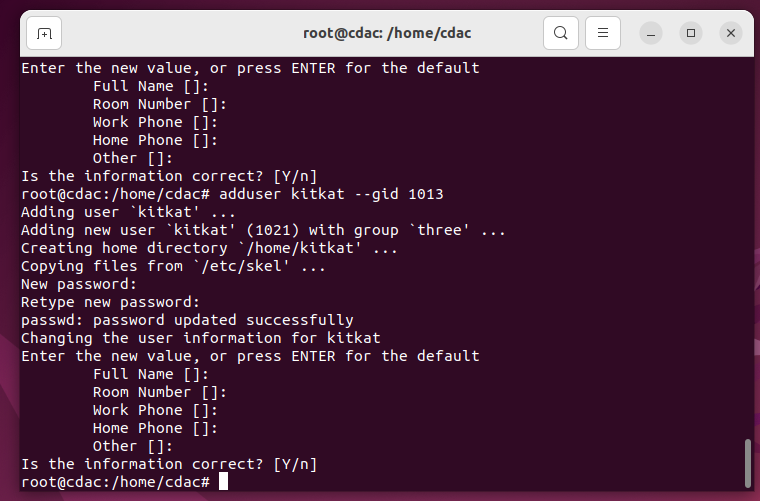 root@cdac: /home/cdac
Enter the new value, or press ENTER for the default
Full Name []:
Room Number []:
Work Phone []:
Home Phone []:
Other []:
Is the information correct? [Y/n]
root@cdac:/home/cdac# adduser kitkat --gid 1013
Adding user `kitkat' ...
Adding new user `kitkat' (1021) with group `three' ...
Creating home directory `/home/kitkat' ...
Copying files from `/etc/skel' ...
New password:
Retype new password:
passwd: password updated successfully
Changing the user information for kitkat
Enter the new value, or press ENTER for the default
Full Name []:
Room Number []:
Work Phone []:
Home Phone []:
Other []:
Is the information correct? [Y/n]
root@cdac:/home/cdac#